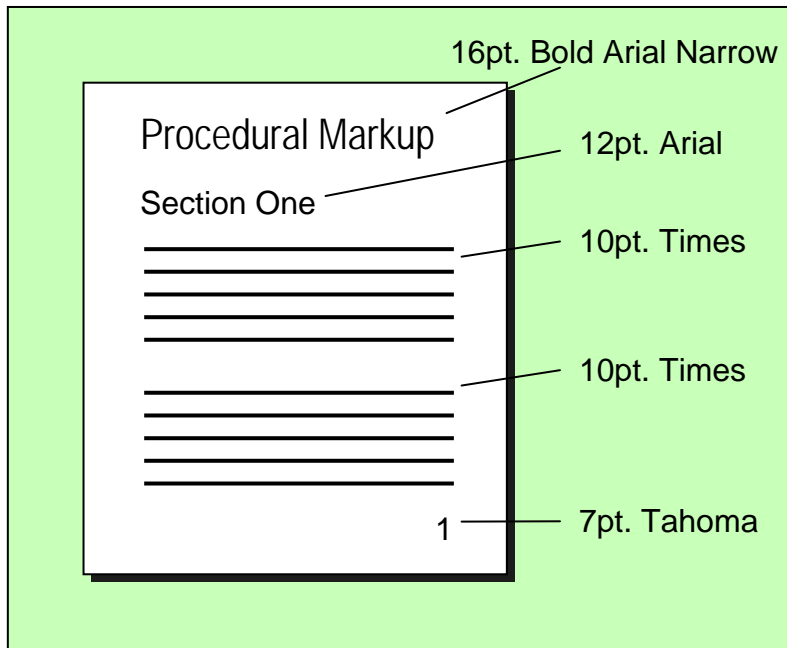 16pt. Bold Arial Narrow
Procedural Markup
12pt. Arial
Section One
10pt. Times
10pt. Times
1
7pt. Tahoma